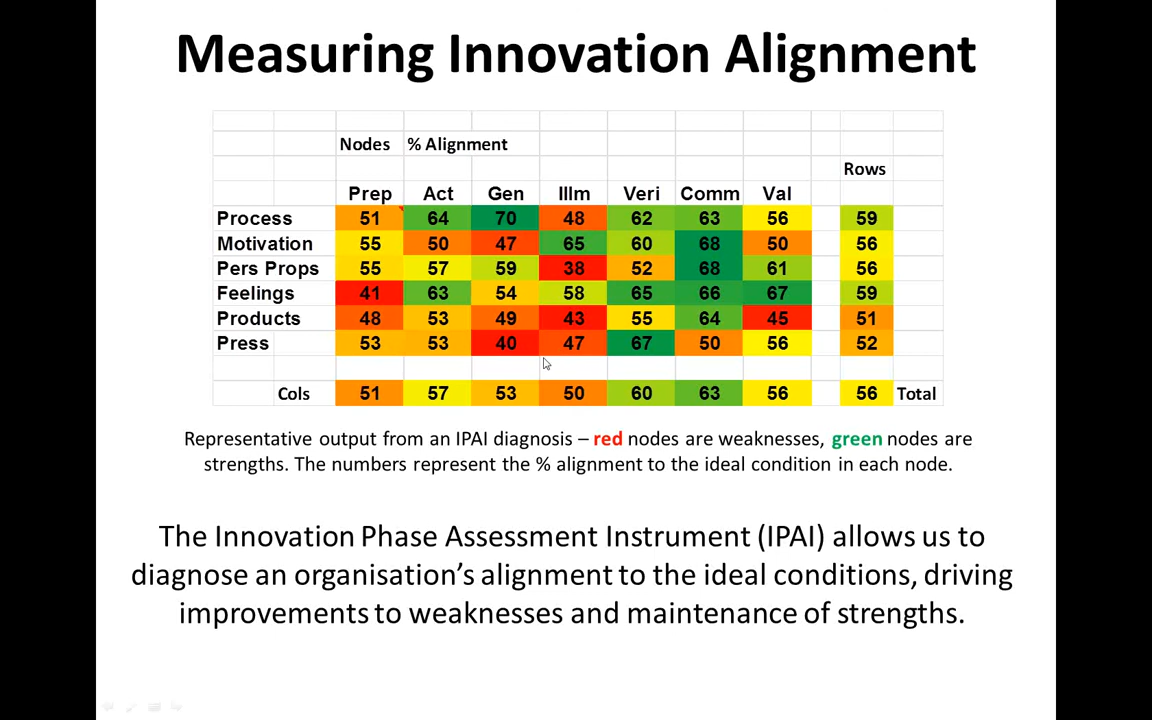 Measuring Innovation Alignment
Nodes % Alignment
Rows
Prep Act Gen Illm Veri Comm Val
Process 51 64 70 48 62 63 56 59
Motivation 55 50 47 65 60 68 50 56
Pers Props 55 57 59 38 52 68 61 56
Feelings 41 63 54 58 65 66 67 59
Products 48 53 49 43 55 64 45 51
Press 53 53 40 47 67 50 56 52
Cols 51 57 53 50 60 63 56 56 Total
Representative output from an IPAI diagnosis – red nodes are weaknesses, green nodes are
strengths. The numbers represent the % alignment to the ideal condition in each node.
The Innovation Phase Assessment Instrument (IPAI) allows us to
diagnose an organisation's alignment to the ideal conditions, driving
improvements to weaknesses and maintenance of strengths.